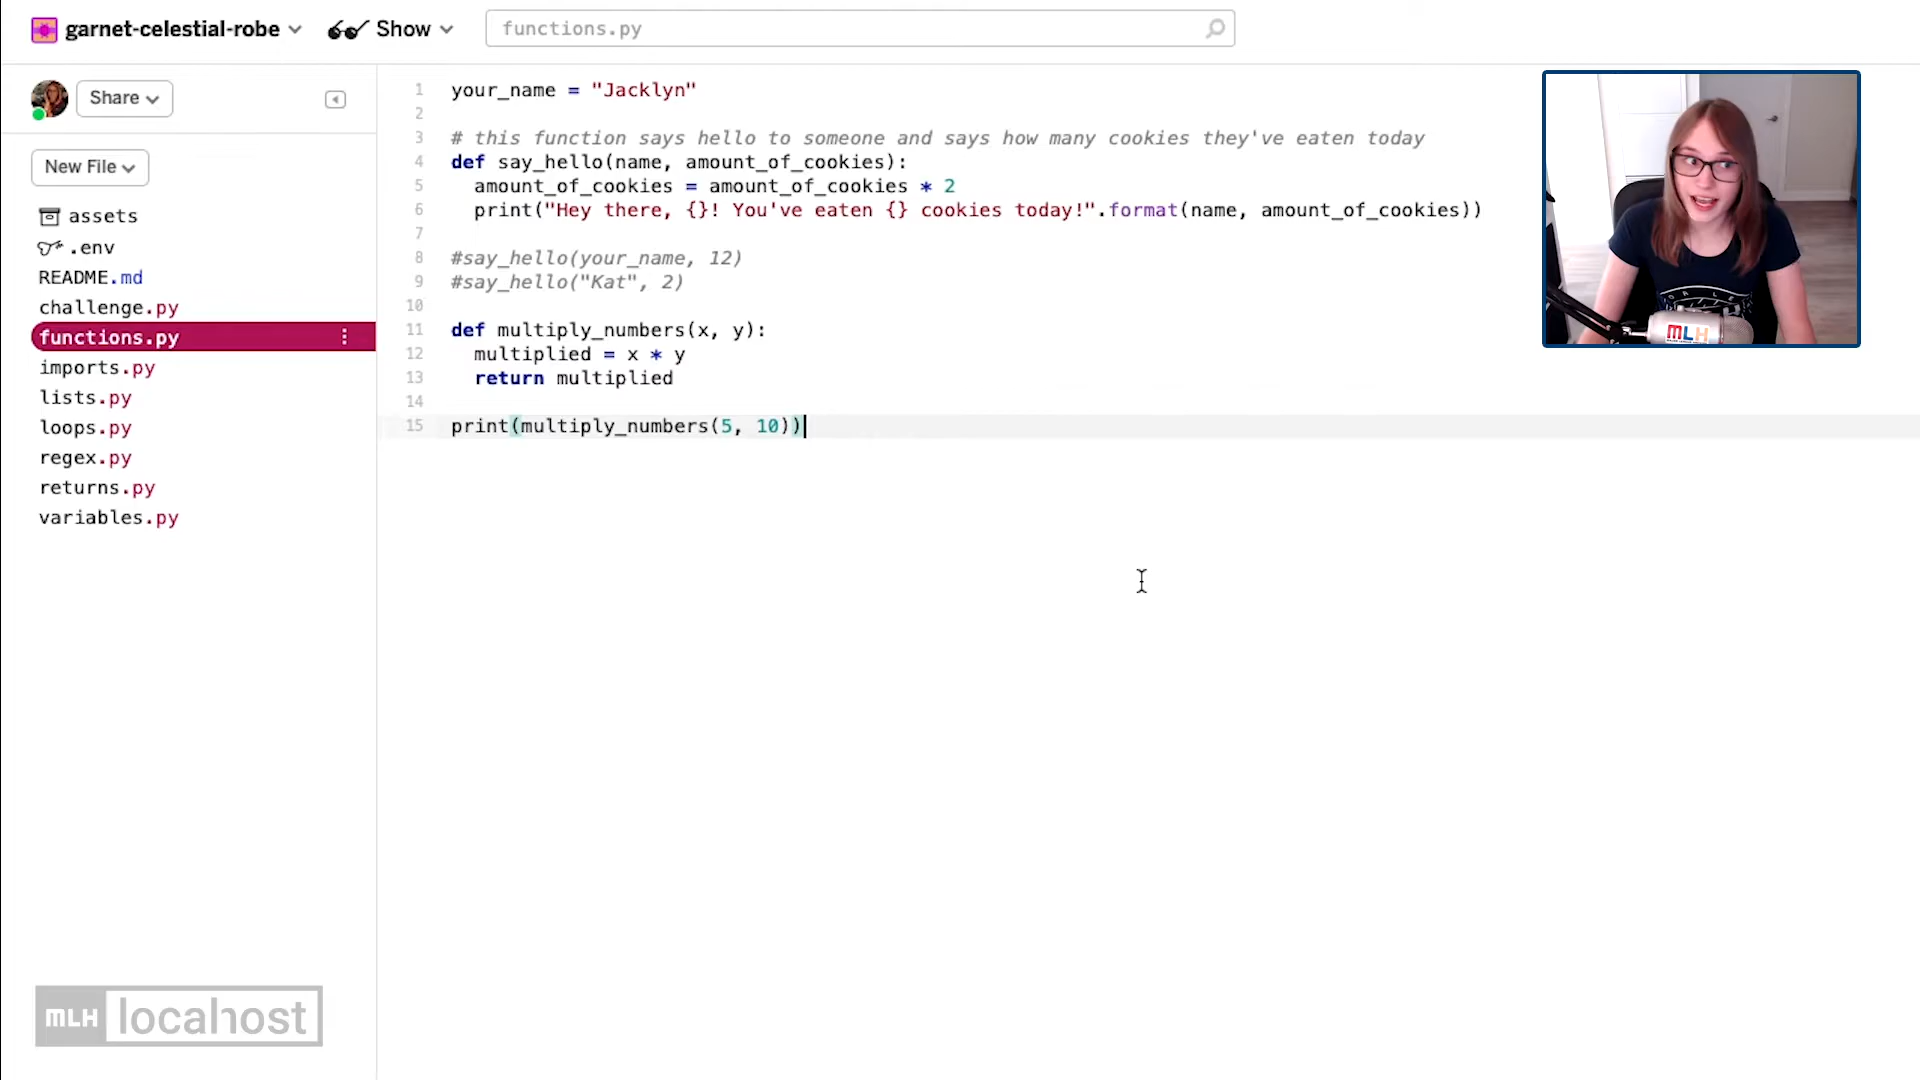 garnet-celestial-robe
Show
functions.py
Share
New File
assets
.env
README.md
challenge.py
functions.py
imports.py
lists.py
loops.py
regex.py
returns.py
variables.py
1 your_name = "Jacklyn"
2
3 # this function says hello to someone and says how many cookies they've eaten today
4 def say_hello(name, amount_of_cookies):
5 amount_of_cookies = amount_of_cookies * 2
6 print("Hey there, {}! You've eaten {} cookies today!".format(name, amount_of_cookies))
7
8 #say_hello(your_name, 12)
9 #say_hello("Kat", 2)
10
11 def multiply_numbers(x, y):
12 multiplied = x * y
13 return multiplied
14
15 print(multiply_numbers(5, 10))
MLH
MLH locahost